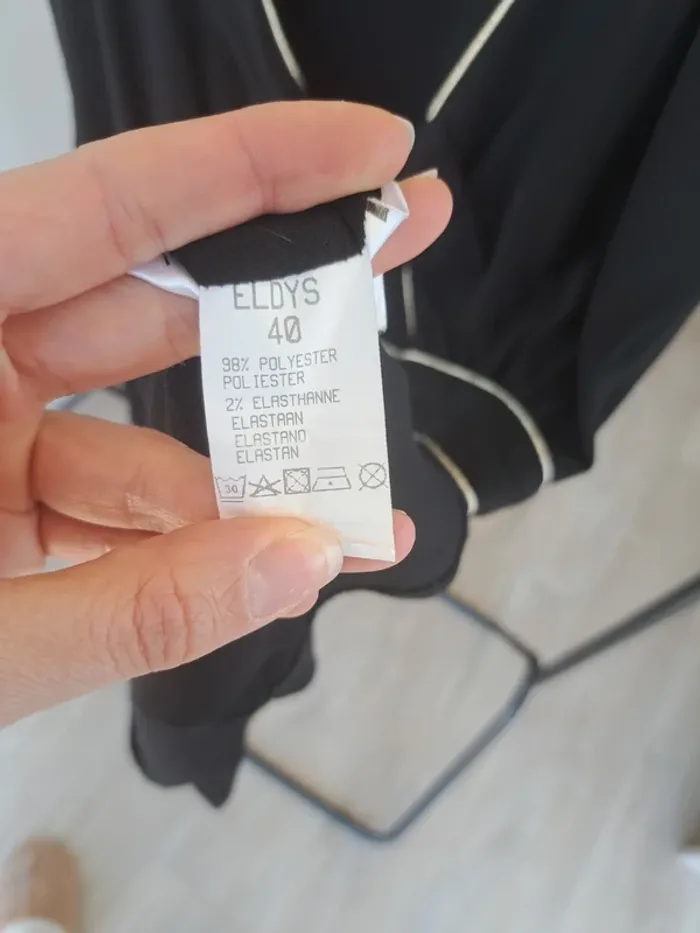 ELDYS
40
98% POLYESTER
POLIESTER
2% ELASTHANNE
ELASTAAN
ELASTANO
ELASTAN
30